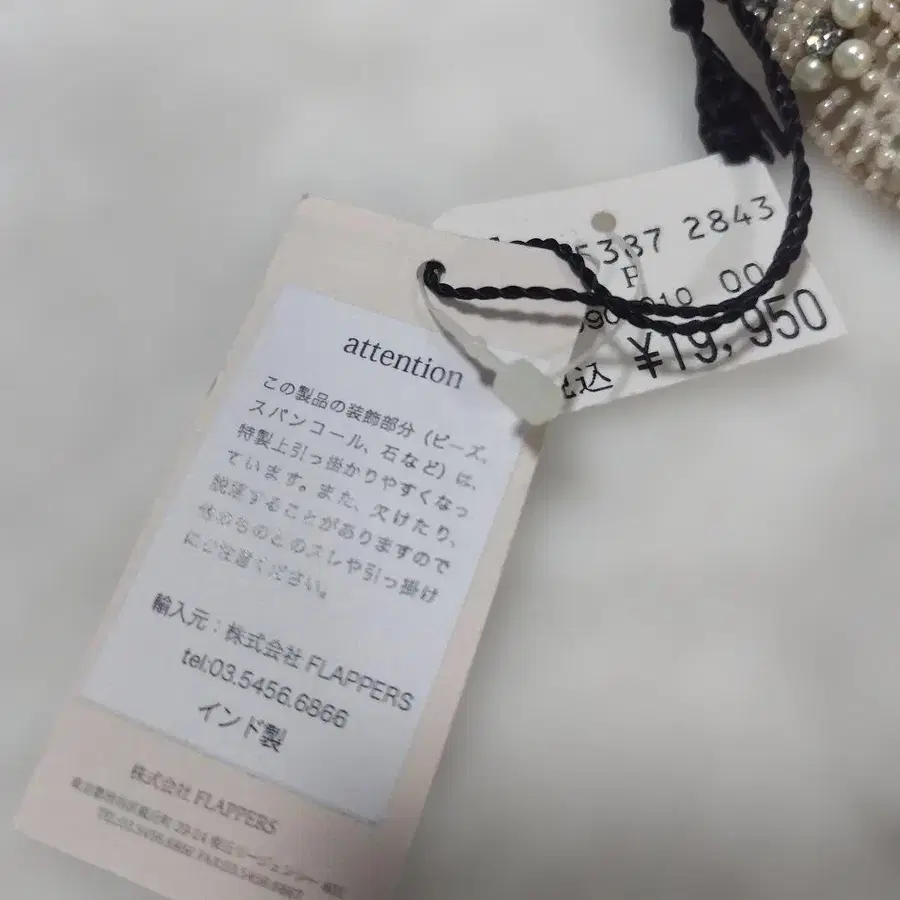 5387 2843
F
00
税込 ¥19,950
attention
この製品の装飾部分（ビーズ、
スパンコール、石など）は、
特製上引っ掛かりやすくなっ
ています。また、欠けたり、
脱落することがありますので
他のものとのスレや引っ掛け
にご注意ください。
輸入元：株式会社 FLAPPERS
tel:03.5456.6866
インド製
株式会社 FLAPPERS